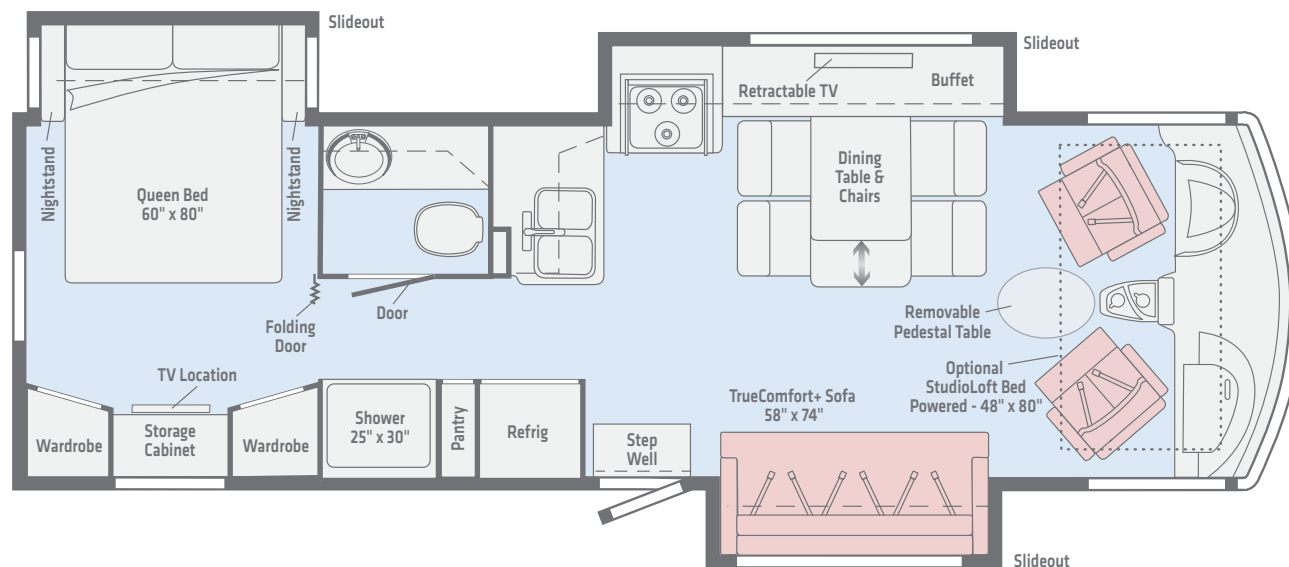 Slideout
Slideout
Retractable TV
Buffet
Nightstand
Queen Bed
60" x 80"
Nightstand
Dining
Table &
Chairs
Folding
Door
Door
Removable
Pedestal Table
Optional
StudioLoft Bed
Powered - 48" x 80"
TV Location
Wardrobe
Storage
Cabinet
Wardrobe
Shower
25" x 30"
Pantry
Refrig
Step
Well
TrueComfort+ Sofa
58" x 74"
Slideout